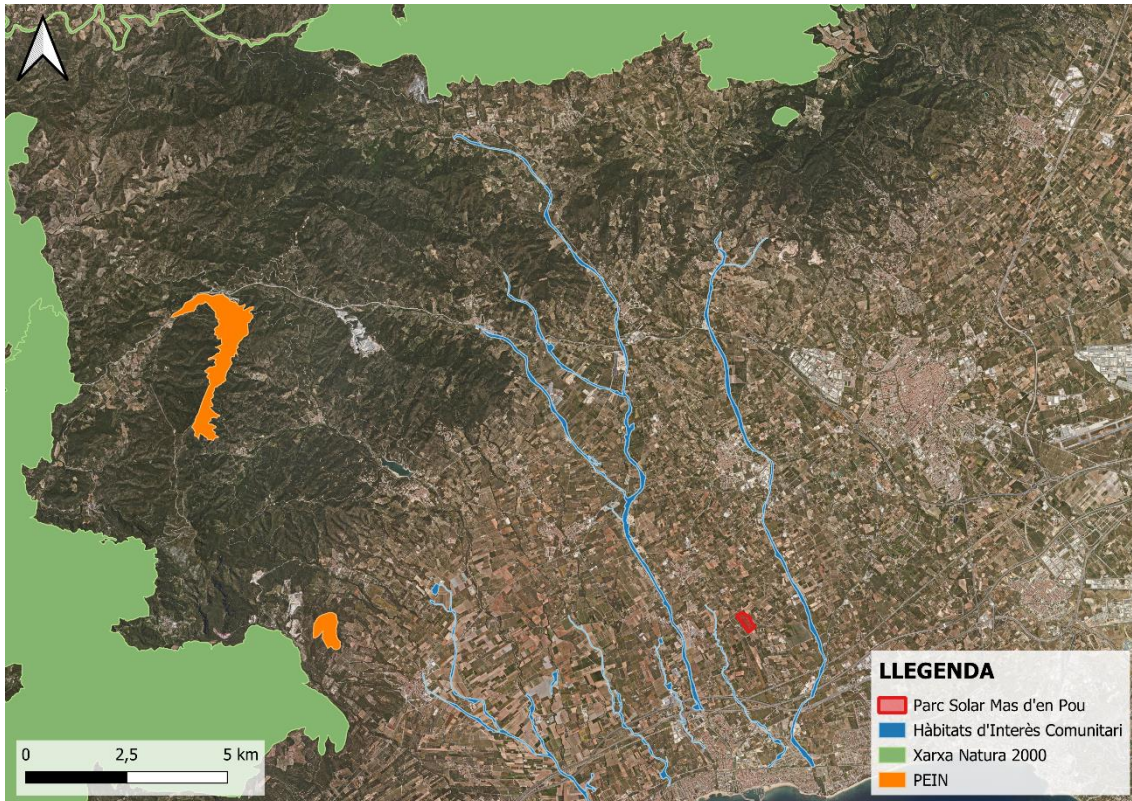 LLEGENDA
Parc Solar Mas d'en Pou
Hàbitats d'Interès Comunitari
Xarxa Natura 2000
PEIN
0 2,5 5 km